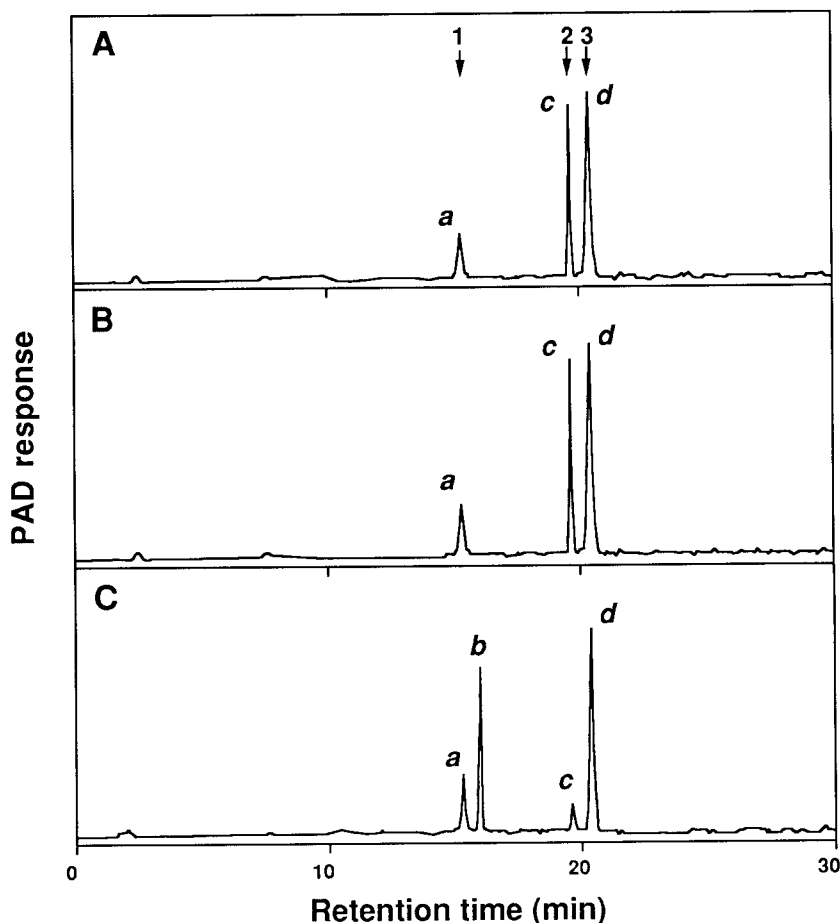 A
1 2 3
c d
a
B
c d
a
C
b d
a c
0 10 20 30
PAD response
Retention time (min)